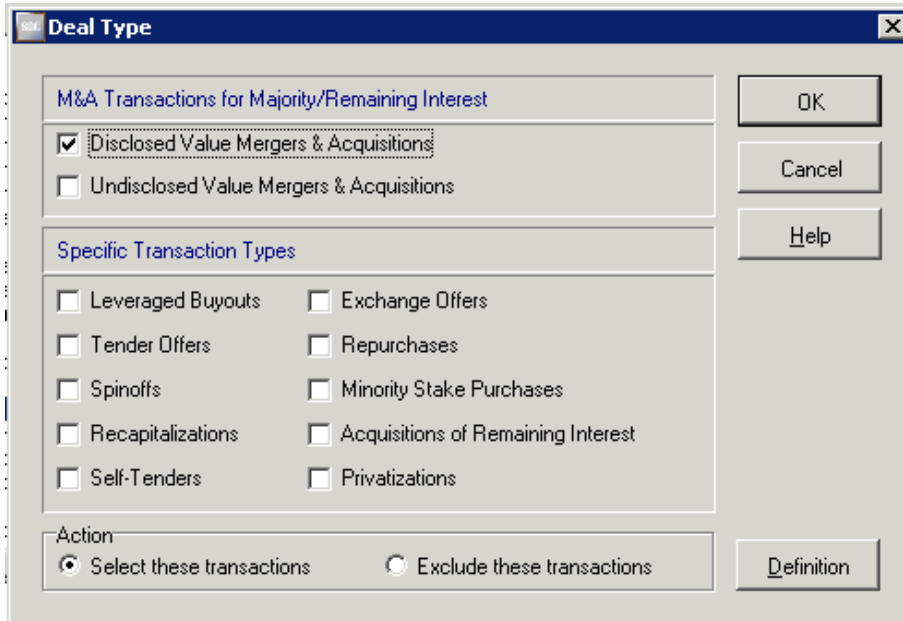 SDC Deal Type
M&A Transactions for Majority/Remaining Interest
Disclosed Value Mergers & Acquisitions
Undisclosed Value Mergers & Acquisitions
OK
Cancel
Help
Specific Transaction Types
Leveraged Buyouts
Exchange Offers
Tender Offers
Repurchases
Spinoffs
Minority Stake Purchases
Recapitalizations
Acquisitions of Remaining Interest
Self-Tenders
Privatizations
Action
Select these transactions
Exclude these transactions
Definition